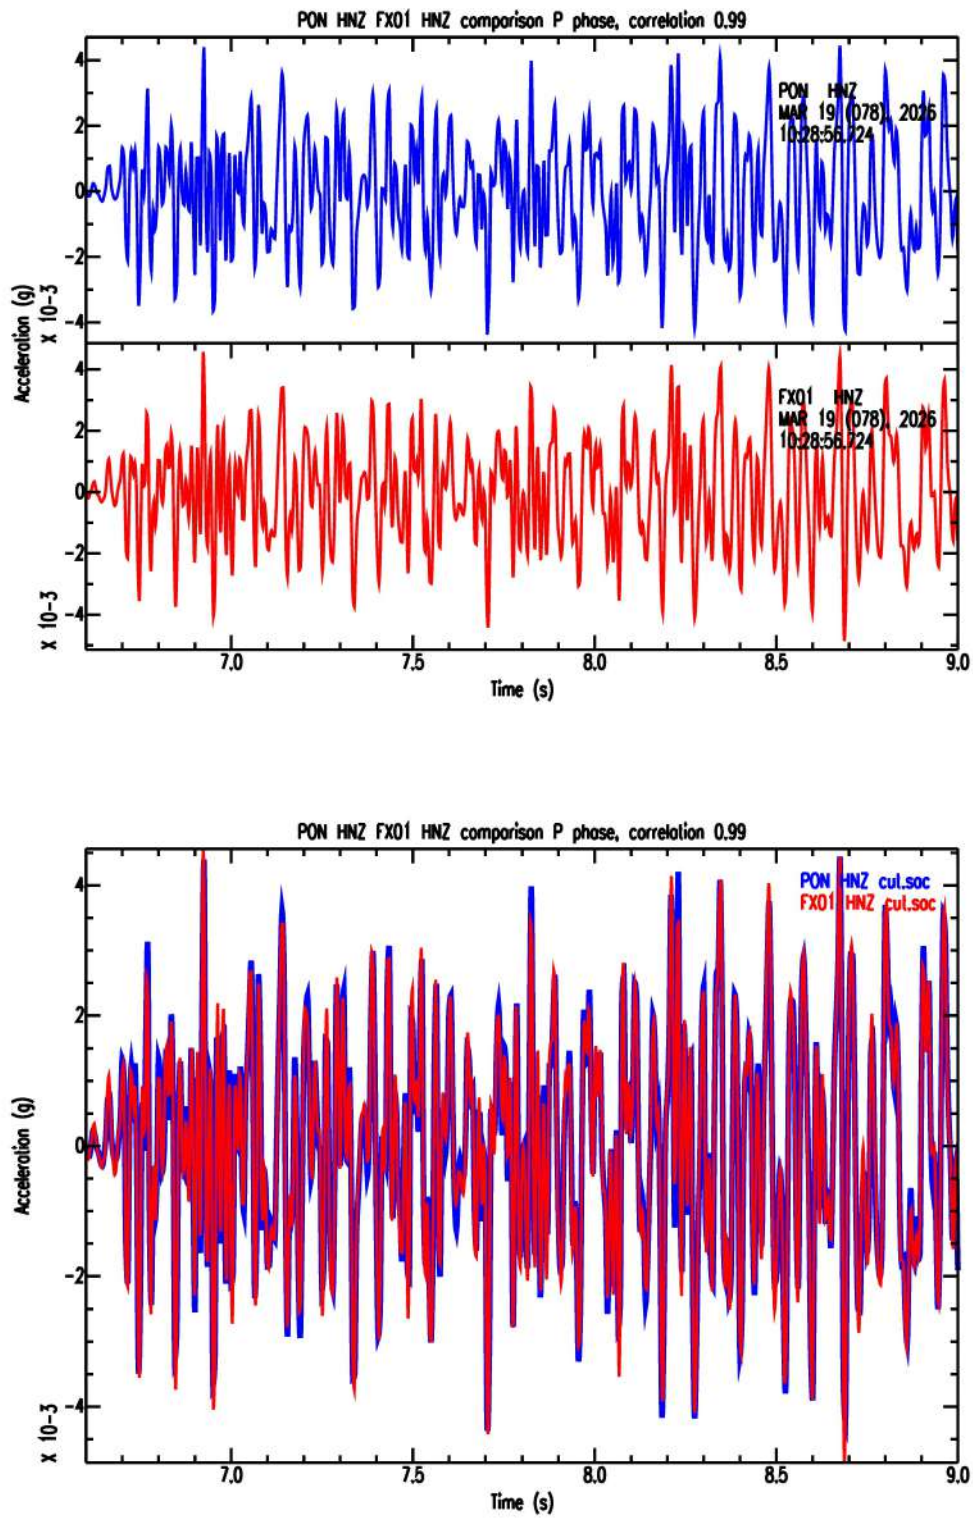 PON HNZ FX01 HNZ comparison P phase, correlation 0.99
4
2
0
-2
-4
PON HNZ
MAR 19 (078), 2026
10:28:56.724
Acceleration (g)
X 10-3
4
2
0
-2
-4
FX01 HNZ
MAR 19 (078), 2026
10:28:56.724
X 10-3
7.0 7.5 8.0 8.5 9.0
Time (s)
PON HNZ FX01 HNZ comparison P phase, correlation 0.99
4
2
0
-2
-4
PON HNZ cut.soc
FX01 HNZ cut.soc
Acceleration (g)
X 10-3
7.0 7.5 8.0 8.5 9.0
Time (s)